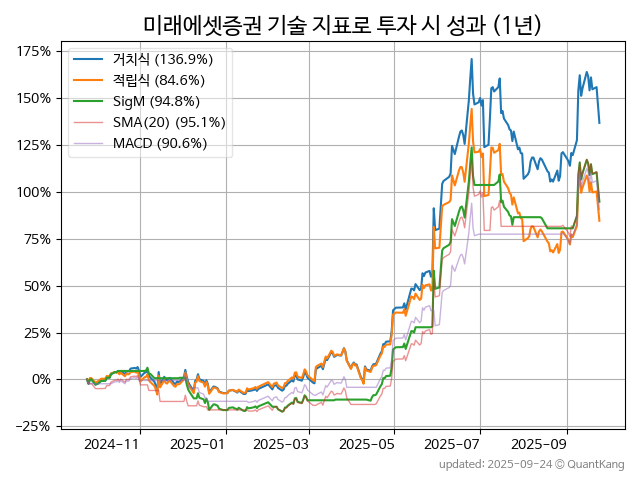 미래에셋증권 기술 지표로 투자 시 성과 (1년)
175%
150%
125%
100%
75%
50%
25%
0%
−25%
거치식 (136.9%)
적립식 (84.6%)
SigM (94.8%)
SMA(20) (95.1%)
MACD (90.6%)
2024-11
2025-01
2025-03
2025-05
2025-07
2025-09
updated: 2025-09-24 ⓒ QuantKang